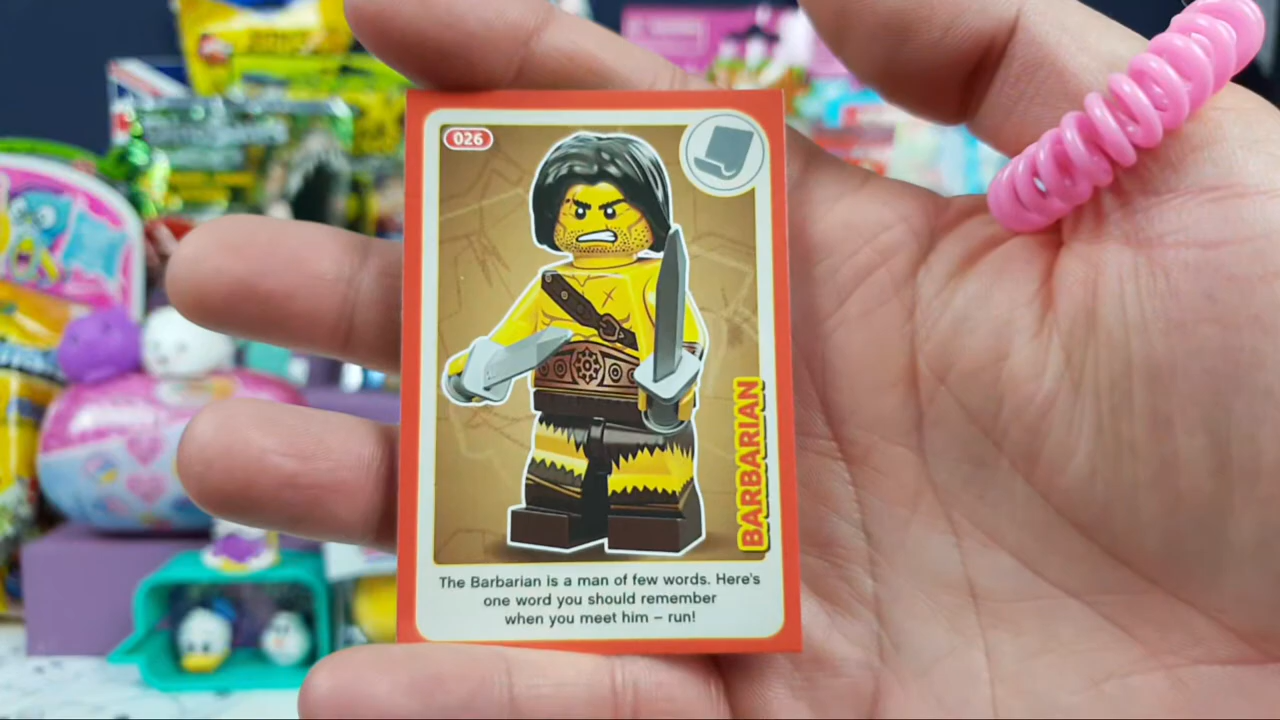 026
BARBARIAN
The Barbarian is a man of few words. Here's
one word you should remember
when you meet him – run!